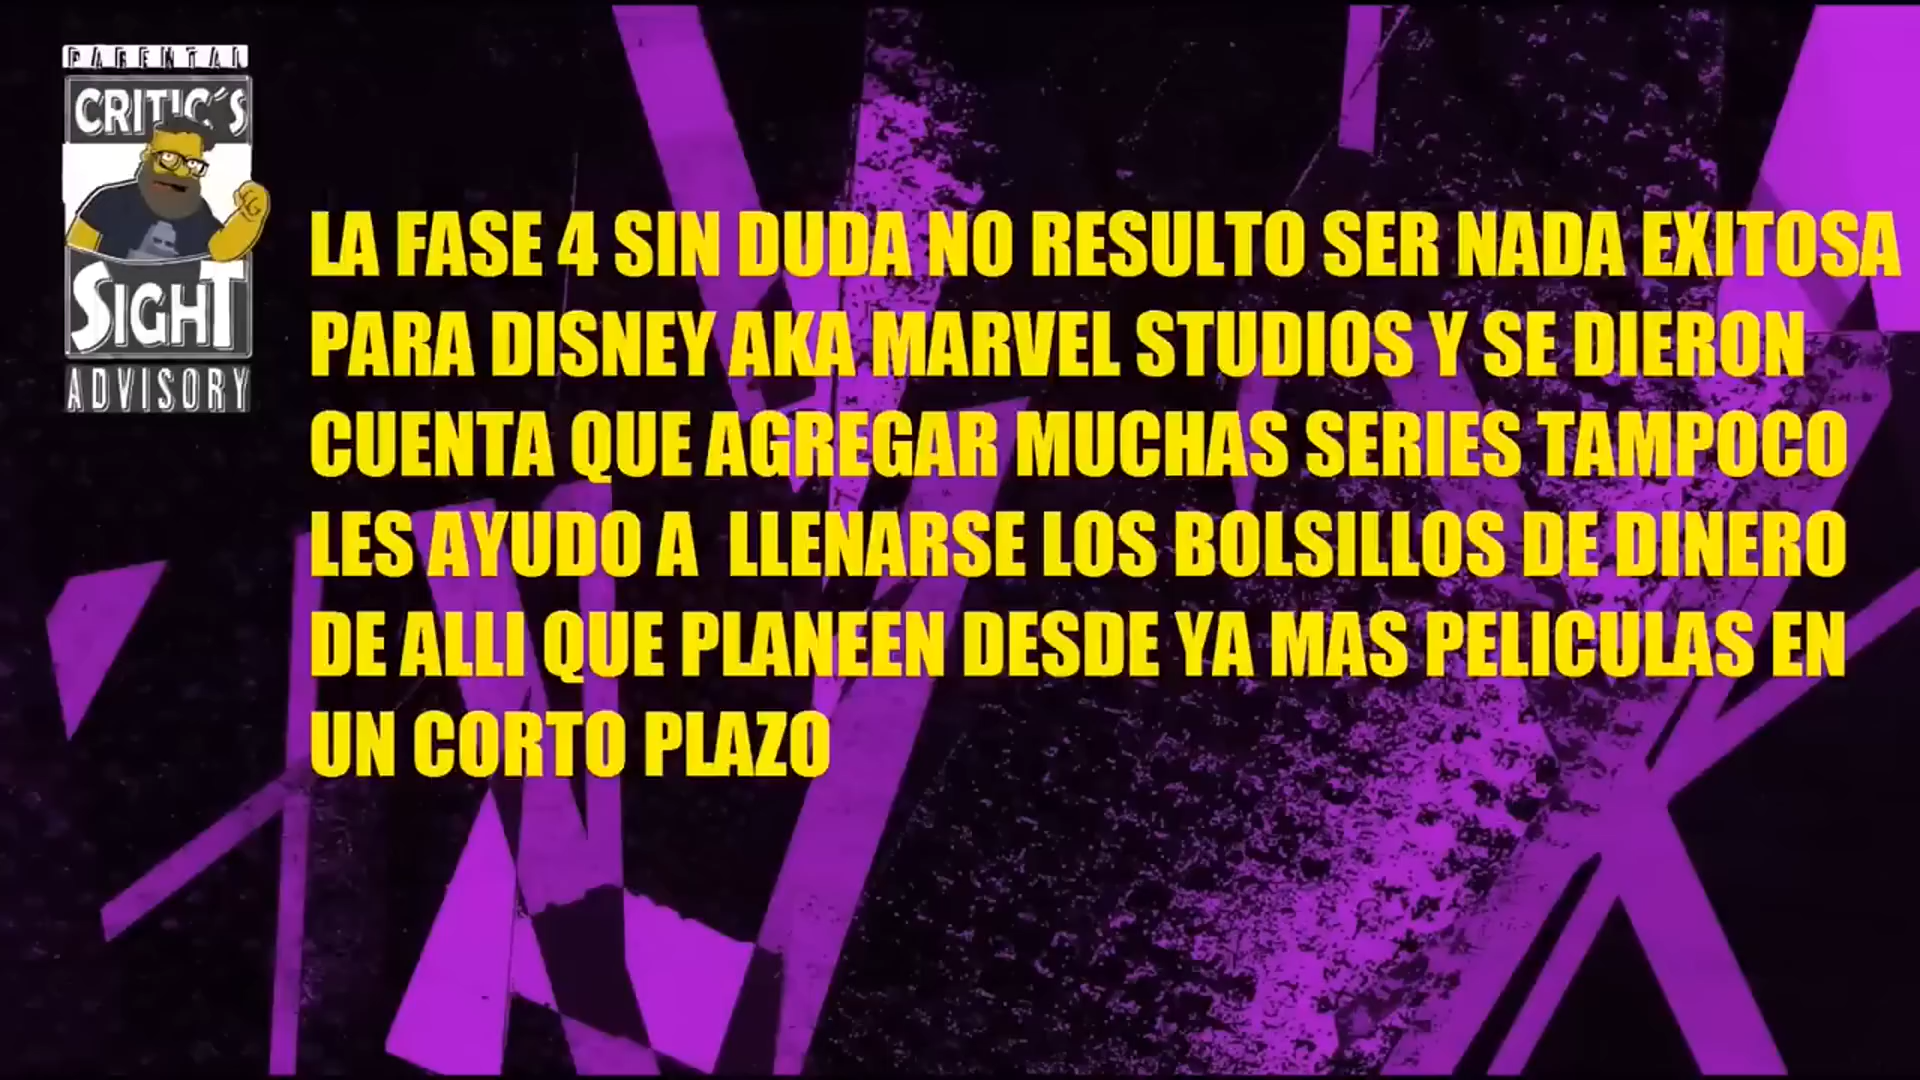 PARENTAL
CRITIC´S
SIGHT
ADVISORY
LA FASE 4 SIN DUDA NO RESULTO SER NADA EXITOSA
PARA DISNEY AKA MARVEL STUDIOS Y SE DIERON
CUENTA QUE AGREGAR MUCHAS SERIES TAMPOCO
LES AYUDO A  LLENARSE LOS BOLSILLOS DE DINERO
DE ALLI QUE PLANEEN DESDE YA MAS PELICULAS EN
UN CORTO PLAZO